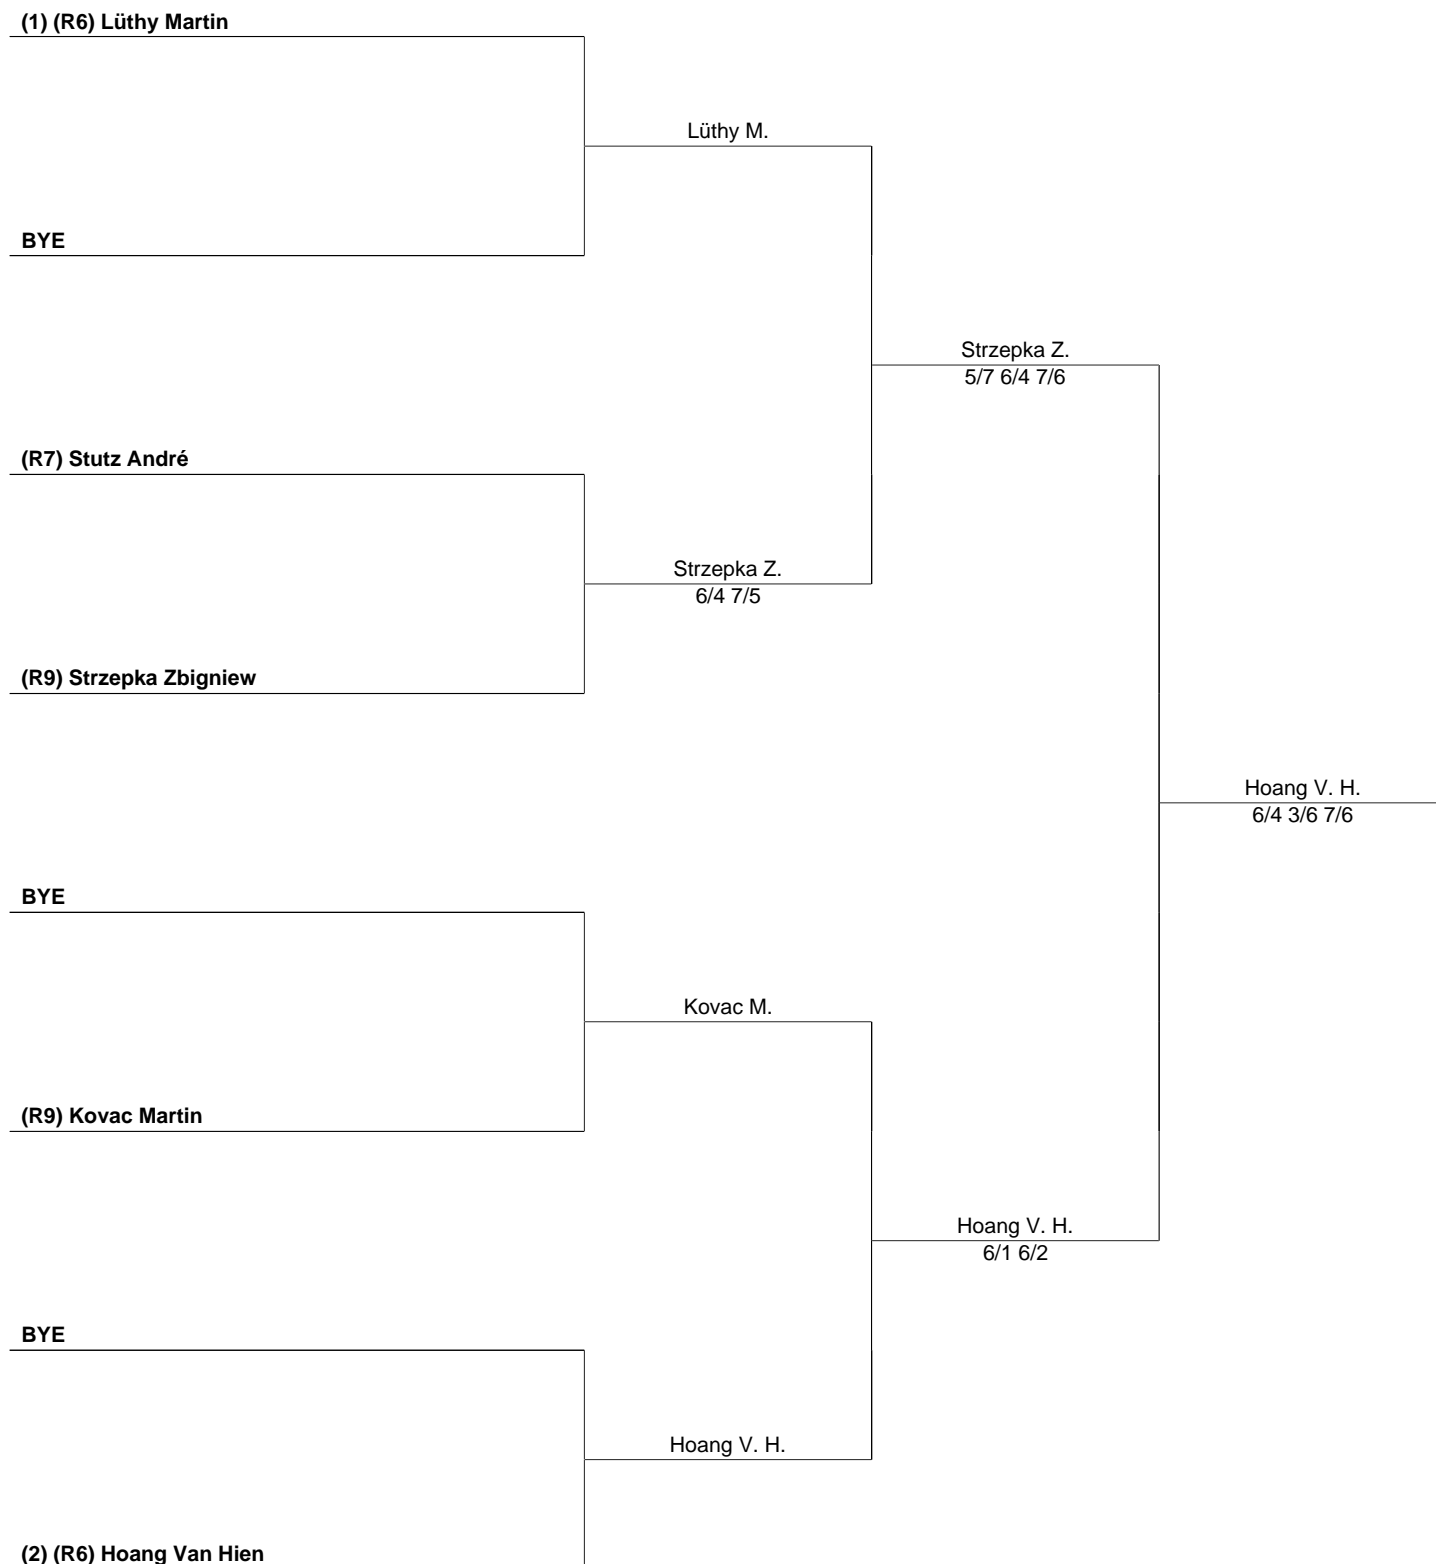 (1) (R6) Lüthy Martin
Lüthy M.
BYE
Strzepka Z.
5/7 6/4 7/6
(R7) Stutz André
Strzepka Z.
6/4 7/5
(R9) Strzepka Zbigniew
Hoang V. H.
6/4 3/6 7/6
BYE
Kovac M.
(R9) Kovac Martin
Hoang V. H.
6/1 6/2
BYE
Hoang V. H.
(2) (R6) Hoang Van Hien